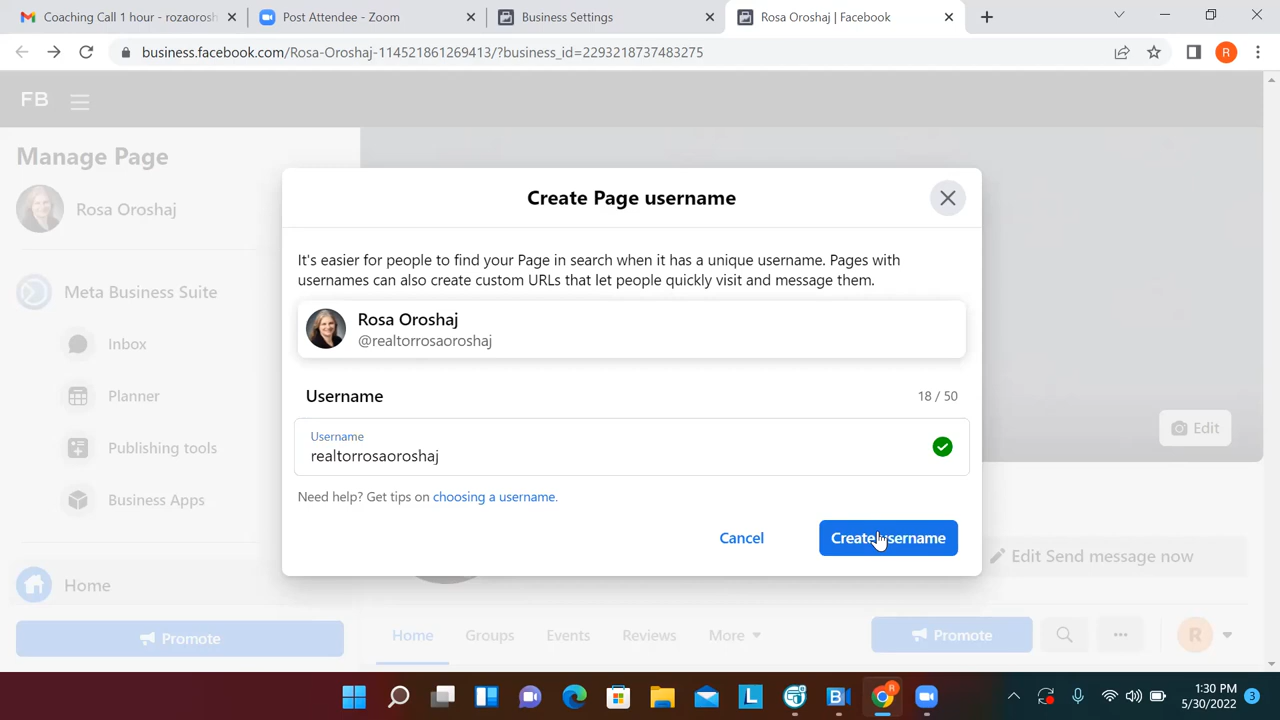 Coaching Call 1 hour - rozaorosh
Post Attendee - Zoom
Business Settings
Rosa Oroshaj | Facebook
business.facebook.com/Rosa-Oroshaj-114521861269413/?business_id=2293218737483275
R
FB
Manage Page
Rosa Oroshaj
Meta Business Suite
Inbox
Planner
Publishing tools
Business Apps
Home
Promote
Create Page username
It's easier for people to find your Page in search when it has a unique username. Pages with
usernames can also create custom URLs that let people quickly visit and message them.
Rosa Oroshaj
@realtorrosaoroshaj
Username
18 / 50
Username
realtorrosaoroshaj
Need help? Get tips on choosing a username.
Cancel
Create username
Edit
Edit Send message now
Home
Groups
Events
Reviews
More
Promote
R
L
R
1:30 PM
5/30/2022
3